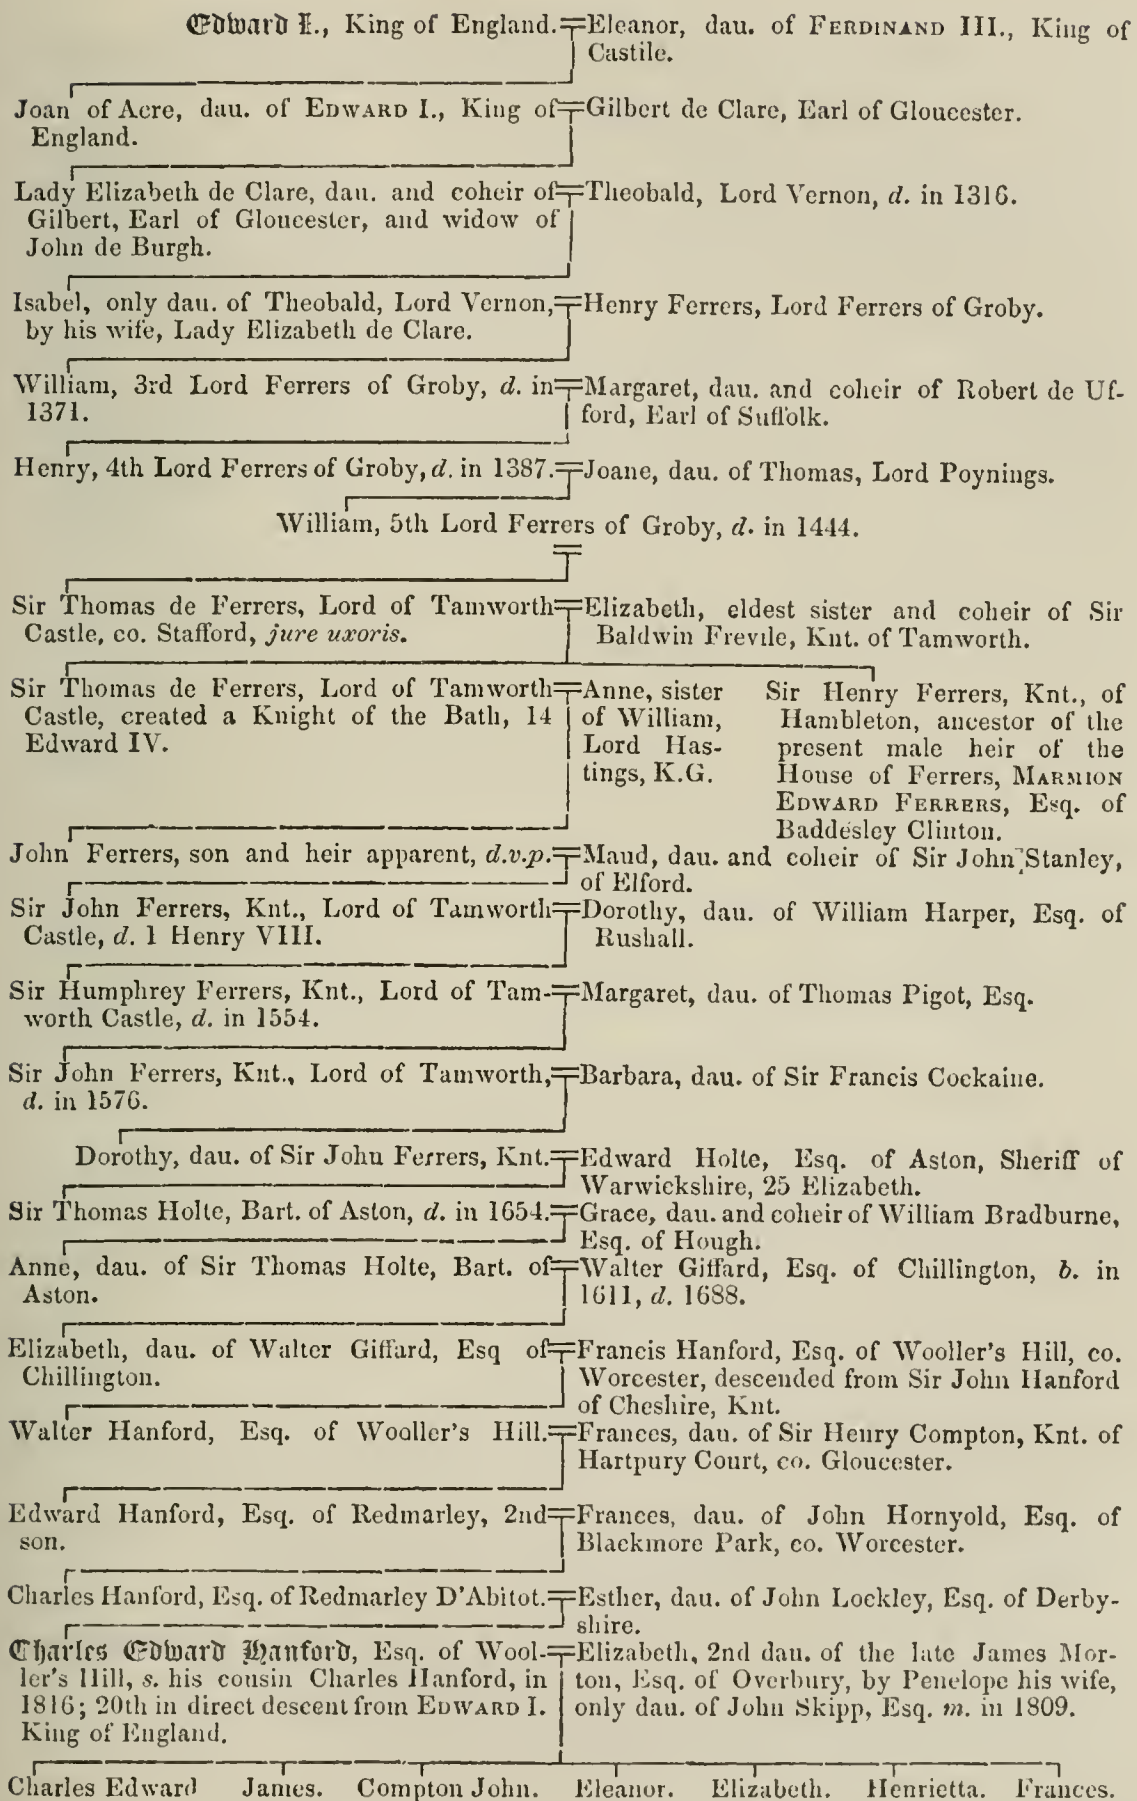 Edward I., King of England. Eleanor, dau. of FERDINAND III., King of
Castile.
Joan of Acre, dau. of EDWARD I., King of
England.
Gilbert de Clare, Earl of Gloucester.
Lady Elizabeth de Clare, dau. and coheir of
Gilbert, Earl of Gloucester, and widow of
John de Burgh.
Theobald, Lord Vernon, d. in 1316.
Isabel, only dau. of Theobald, Lord Vernon,
by his wife, Lady Elizabeth de Clare.
Henry Ferrers, Lord Ferrers of Groby.
William, 3rd Lord Ferrers of Groby, d. in
1371.
Margaret, dau. and coheir of Robert de Uf-
ford, Earl of Suffolk.
Henry, 4th Lord Ferrers of Groby, d. in 1387.
Joane, dau. of Thomas, Lord Poynings.
William, 5th Lord Ferrers of Groby, d. in 1444.
Sir Thomas de Ferrers, Lord of Tamworth
Castle, co. Stafford, jure uxoris.
Elizabeth, eldest sister and coheir of Sir
Baldwin Frevile, Knt. of Tamworth.
Sir Thomas de Ferrers, Lord of Tamworth
Castle, created a Knight of the Bath, 14
Edward IV.
Anne, sister
of William,
Lord Has-
tings, K.G.
Sir Henry Ferrers, Knt., of
Hambleton, ancestor of the
present male heir of the
House of Ferrers, MARMION
EDWARD FERRERS, Esq. of
Baddesley Clinton.
John Ferrers, son and heir apparent, d.v.p.
Maud, dau. and coheir of Sir John Stanley,
of Elford.
Sir John Ferrers, Knt., Lord of Tamworth
Castle, d. 1 Henry VIII.
Dorothy, dau. of William Harper, Esq. of
Rushall.
Sir Humphrey Ferrers, Knt., Lord of Tam-
worth Castle, d. in 1554.
Margaret, dau. of Thomas Pigot, Esq.
Sir John Ferrers, Knt., Lord of Tamworth,
d. in 1576.
Barbara, dau. of Sir Francis Cockaine.
Dorothy, dau. of Sir John Ferrers, Knt.
Edward Holte, Esq. of Aston, Sheriff of
Warwickshire, 25 Elizabeth.
Sir Thomas Holte, Bart. of Aston, d. in 1654.
Grace, dau. and coheir of William Bradburne,
Esq. of Hough.
Anne, dau. of Sir Thomas Holte, Bart. of
Aston.
Walter Giffard, Esq. of Chillington, b. in
1611, d. 1688.
Elizabeth, dau. of Walter Giffard, Esq of
Chillington.
Francis Hanford, Esq. of Wooller's Hill, co.
Worcester, descended from Sir John Hanford
of Cheshire, Knt.
Walter Hanford, Esq. of Wooller's Hill.
Frances, dau. of Sir Henry Compton, Knt. of
Hartpury Court, co. Gloucester.
Edward Hanford, Esq. of Redmarley, 2nd
son.
Frances, dau. of John Hornyold, Esq. of
Blackmore Park, co. Worcester.
Charles Hanford, Esq. of Redmarley D'Abitot.
Esther, dau. of John Lockley, Esq. of Derby-
shire.
Charles Edward Hanford, Esq. of Wool-
ler's Hill, s. his cousin Charles Hanford, in
1816; 20th in direct descent from EDWARD I.
King of England.
Elizabeth, 2nd dau. of the late James Mor-
ton, Esq. of Overbury, by Penelope his wife,
only dau. of John Skipp, Esq. m. in 1809.
Charles Edward James. Compton John. Eleanor. Elizabeth. Henrietta. Frances.